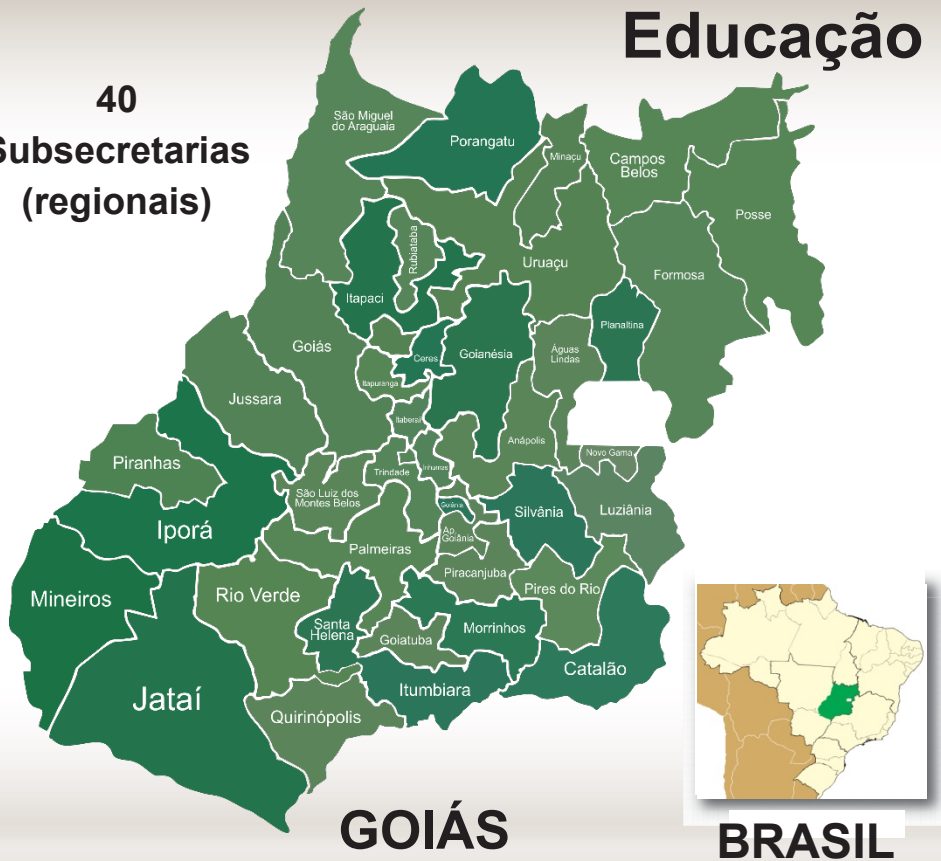 Educação
40
Subsecretarias
(regionais)
São Miguel
do Araguaia
Porangatu
Minaçu
Campos
Belos
Posse
Rubiataba
Uruaçu
Formosa
Itapaci
Planaltina
Goiás
Ceres
Goianésia
Águas
Lindas
Itapuranga
Jussara
Itaberaí
Anápolis
Novo Gama
Piranhas
Trindade
Inhumas
São Luiz dos
Montes Belos
Goiânia
Silvânia
Luziânia
Iporá
Ap.
Goiânia
Palmeiras
Piracanjuba
Pires do Rio
Mineiros
Rio Verde
Santa
Helena
Goiatuba
Morrinhos
Catalão
Jataí
Itumbiara
Quirinópolis
GOIÁS
BRASIL